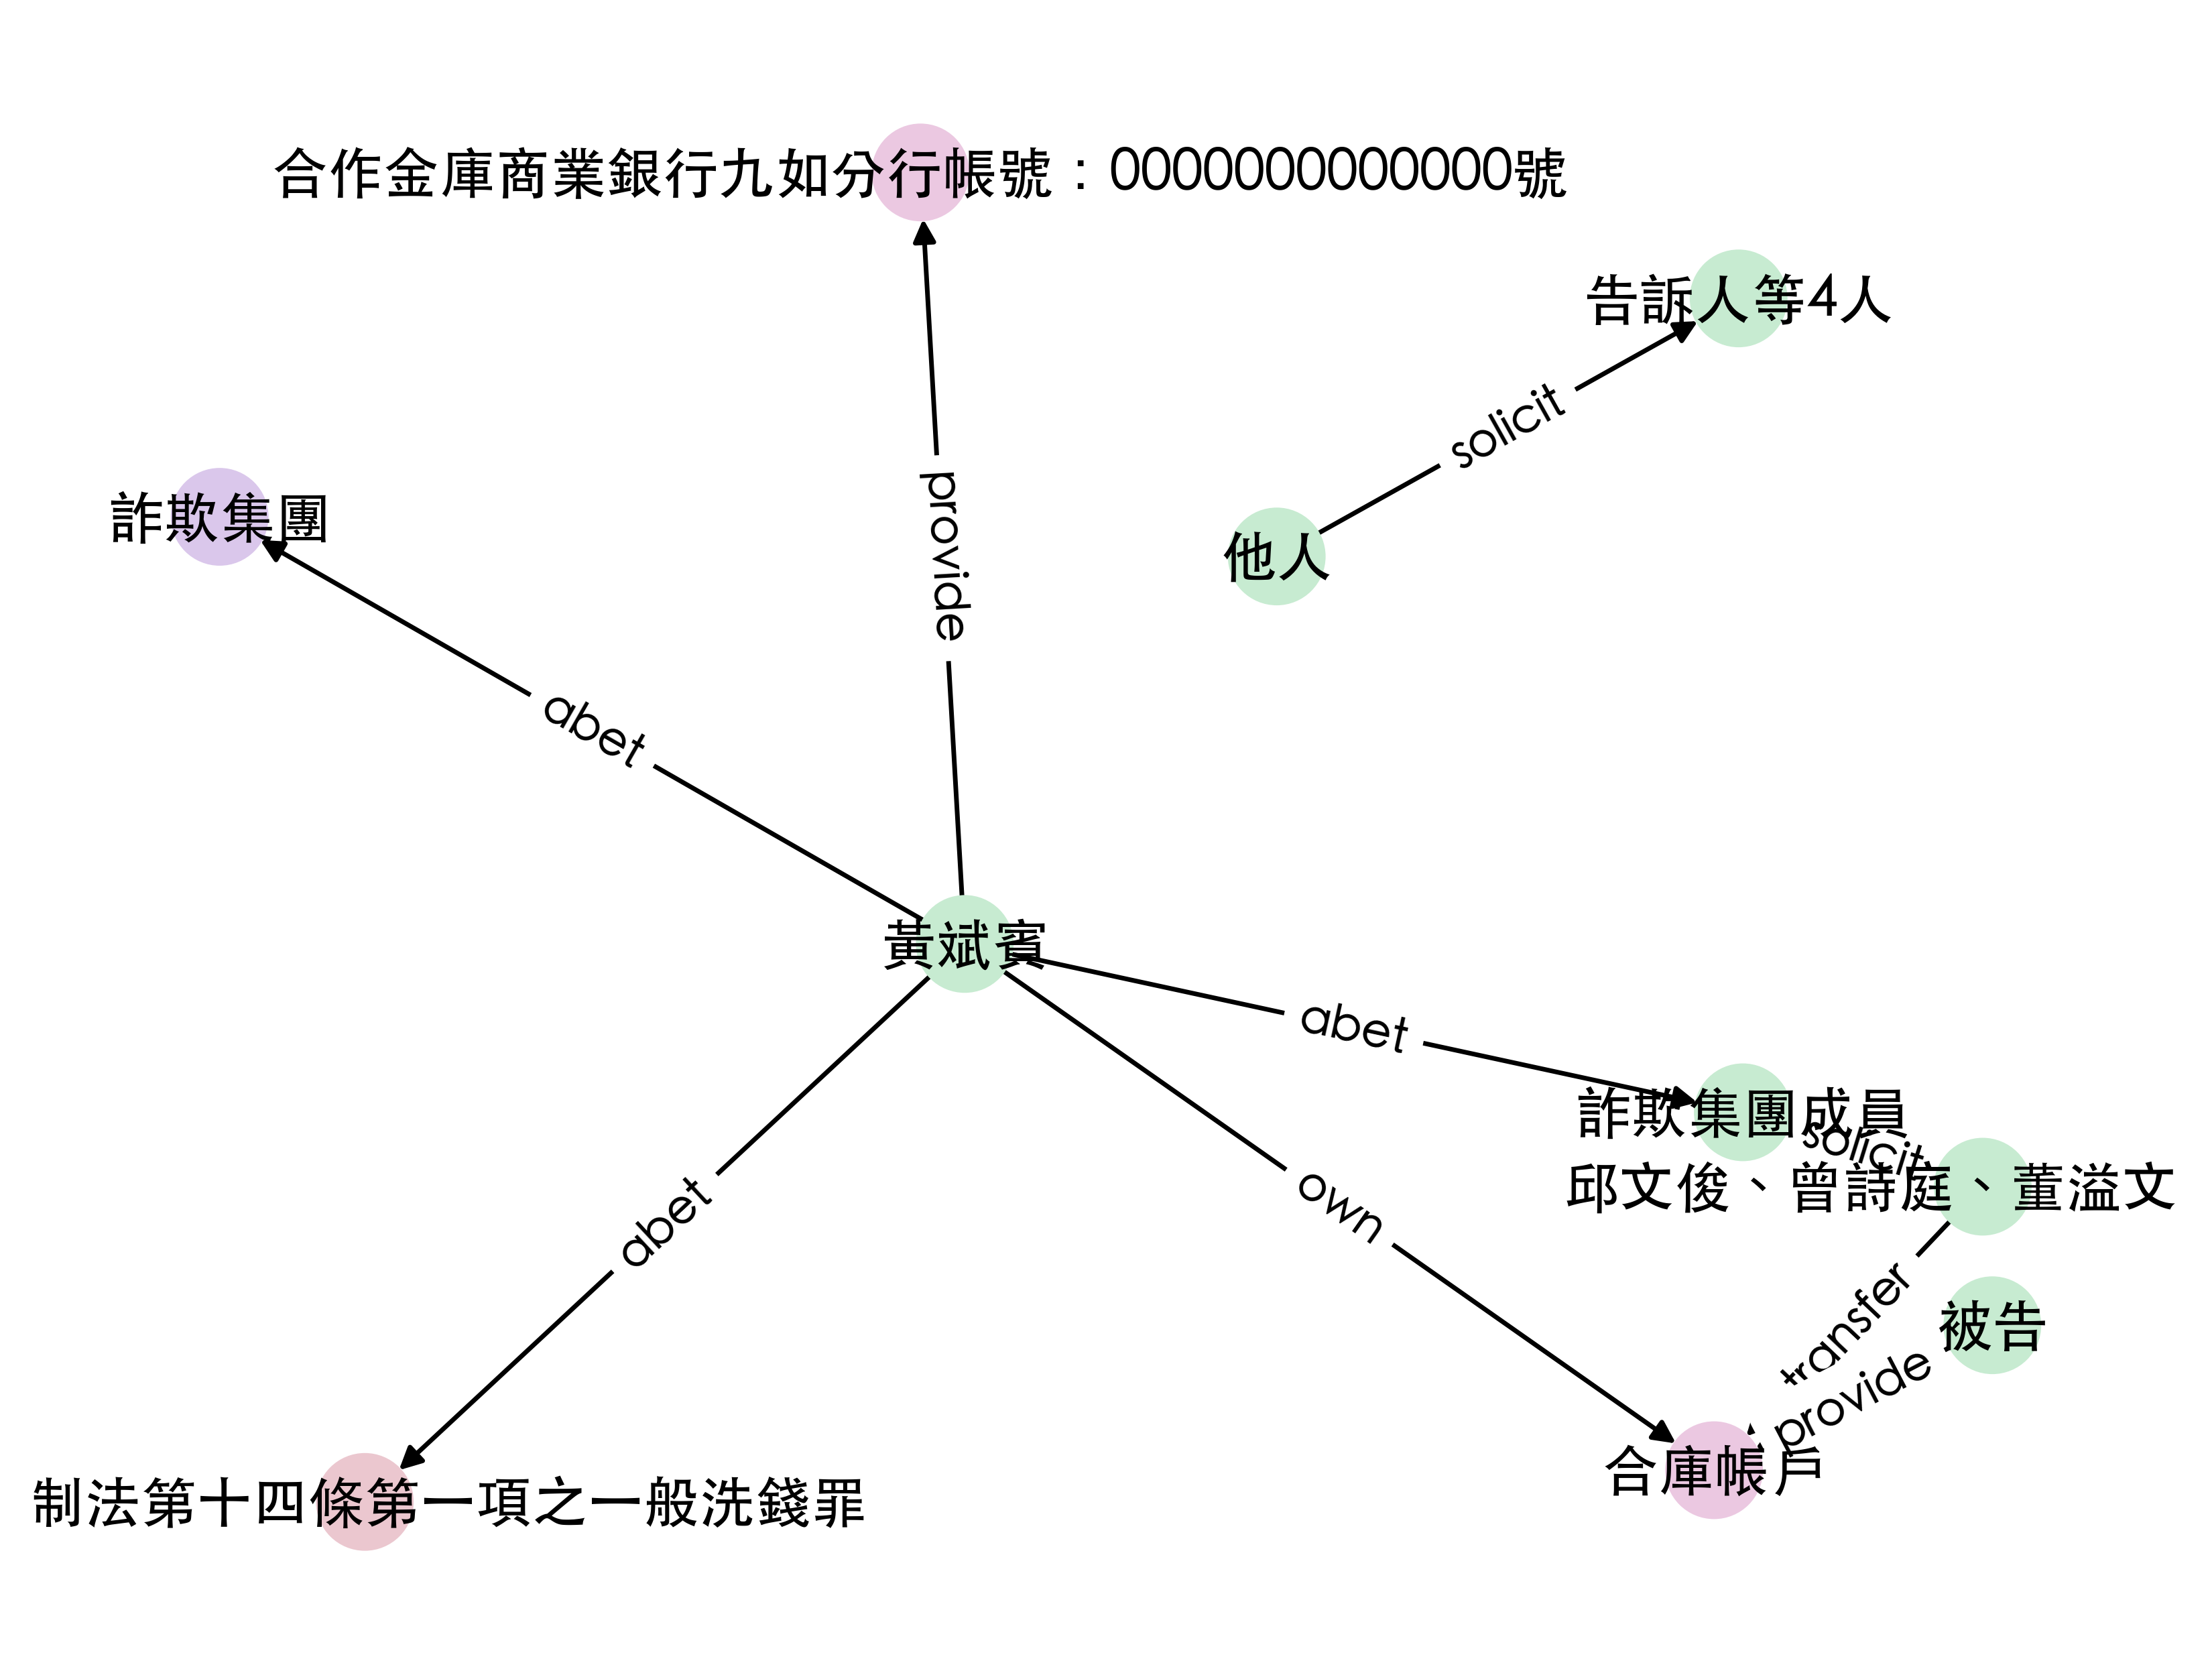 合作金庫商業銀行九如分行帳號：0000000000000號
告訴人等4人
solicit
詐欺集團
provide
他人
abet
黃斌賓
abet
詐欺集團成員
solicit
邱文俊、曾詩庭、董溢文
abet
own
transfer
被告
provide
合庫帳戶
制法第十四條第一項之一般洗錢罪